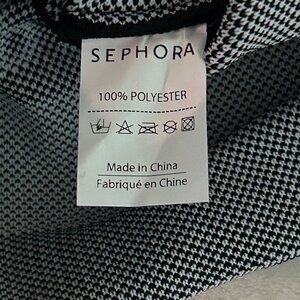 SEPHORA
100% POLYESTER
Made in China
Fabriqué en Chine